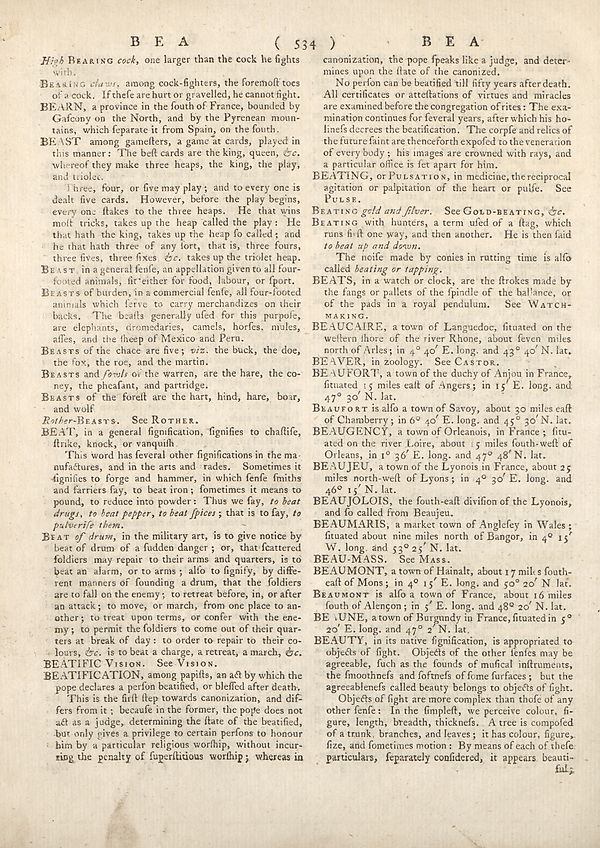 B E A ( 534 ) B E A
High BEARING cock, one larger than the cock he fights
with.
BEARING claws, among cock-fighters, the foremoſt toes
of a cock. If theſe are hurt or gravelled, he cannot fight.
BEARN, a province in the ſouth of France, bounded by
Gaſcony on the North, and by the Pyrenean moun-
tains, which ſeparate it from Spain, on the ſouth.
BEAST among gameſters, a game at cards, played in
this manner: The beſt cards are the king, queen, &c.
whereof they make three heaps, the king, the play,
and triolet.
Three, four, or five may play; and to every one is
dealt five cards. However, before the play begins,
every one ſtakes to the three heaps. He that wins
moſt tricks, takes up the heap called the play: He
that hath the king, takes up the heap ſo called; and
he that hath three of any ſort, that is, three fours,
three fives, three ſixes &c. takes up the triolet heap.
BEAST in a general ſenſe, an appellation given to all four-
footed animals, fit either for food, labour, or ſport.
BEASTS of burden, in a commercial ſenſe, all four-footed
animals which ſerve to carry merchandizes on their
backs. The beaſts generally uſed for this purpoſe,
are elephants, dromedaries, camels, horſes, mules,
aſſes, and the ſheep of Mexico and Peru.
BEASTS of the chace are five; viz. the buck, the doe,
the fox, the roe, and the martin.
BEASTS and fowls of the warren, are the hare, the co-
ney, the pheaſant, and partridge.
BEASTS of the foreſt are the hart, hind, hare, boar,
and wolf
Rother-BEASTS. See ROTHER.
BEAT, in a general ſignification, ſignifies to chaſtiſe,
ſtrike, knock, or vanquiſh.
This word has ſeveral other ſignifications in the ma-
nufactures, and in the arts and trades. Sometimes it
ſignifies to forge and hammer, in which ſenſe ſmiths
and farriers ſay, to beat iron; ſometimes it means to
pound, to reduce into powder: Thus we ſay, to beat
drugs, to beat pepper, to beat ſpices; that is to ſay, to
pulveriſe them.
BEAT of drum, in the military art, is to give notice by
beat of drum of a ſudden danger; or, that ſcattered
ſoldiers may repair to their arms and quarters, is to
beat an alarm, or to arms; alſo to ſignify, by diffe-
rent manners of ſounding a drum, that the ſoldiers
are to fall on the enemy; to retreat before, in, or after
an attack; to move, or march, from one place to an-
other; to treat upon terms, or confer with the ene-
my; to permit the ſoldiers to come out of their quar-
ters at break of day; to order to repair to their co-
lours, &c. is to beat a charge, a retreat, a march, &c.
BEATIFIC VISION. See VISION.
BEATIFICATION, among papiſts, an act by which the
pope declares a perſon beatified, or bleſſed after death.
This is the firſt ſtep towards canonization, and dif-
fers from it; becauſe in the former, the pope does not
act as a judge, determining the ſtate of the beatified,
but only gives a privilege to certain perſons to honour
him by a particular religious worſhip, without incur-
ring the penalty of ſuperſtitious worſhip; whereas in
canonization, the pope ſpeaks like a judge, and deter-
mines upon the ſtate of the canonized.
No perſon can be beatified till fifty years after death.
All certificates or atteſtations of virtues and miracles
are examined before the congregation of rites: The exa-
mination continues for ſeveral years, after which his ho-
lineſs decrees the beatification. The corpſe and relics of
the future ſaint are thenceforth expoſed to the veneration
of every body; his images are crowned with rays, and
a particular office is ſet apart for him.
BEATING, or PULSATION, in medicine, the reciprocal
agitation or palpitation of the heart or pulſe. See
PULSE.
BEATING gold and ſilver. See GOLD-BEATING, &c.
BEATING with hunters, a term uſed of a ſtag, which
runs firſt one way, and then another. He is then ſaid
to beat up and down.
The noiſe made by conies in rutting time is alſo
called beating or tapping.
BEATS, in a watch or clock, are the ſtrokes made by
the fangs or pallets of the ſpindle of the ballance, or
of the pads in a royal pendulum. See WATCH-
MAKING.
BEAUCAIRE, a town of Languedoc, ſituated on the
weſtern ſhore of the river Rhone, about ſeven miles
north of Arles; in 4° 40′ E. long. and 43° 40′ N. lat.
BEAVER, in zoology. See CASTOR.
BEAUFORT, a town of the duchy of Anjou in France,
ſituated 15 miles eaſt of Angers; in 15′ E. long. and
47° 30′ N. lat.
BEAUFORT is alſo a town of Savoy, about 30 miles eaſt
of Chamberry; in 6° 40′ E. long. and 45° 30′ N. lat.
BEAUGENCY, a town of Orleanois, in France; ſitu-
ated on the river Loire, about 15 miles ſouth-weſt of
Orleans, in 1° 36′ E. long. and 47° 48′ N. lat.
BEAUJEU, a town of the Lyonois in France, about 25
miles north-weſt of Lyons; in 4° 30′ E. long. and
46° 15′ N. lat.
BEAUJOLOIS, the ſouth-eaſt diviſion of the Lyonois,
and ſo called from Beaujeu.
BEAUMARIS, a market town of Angleſey in Wales;
ſituated about nine miles north of Bangor, in 4° 15′
W. long. and 53° 25′ N. lat.
BEAU-MASS. See MASS.
BEAUMONT, a town of Hainalt, about 17 miles ſouth-
eaſt of Mons; in 4° 15′ E. long. and 50° 20′ N lat.
BEAUMONT is alſo a town of France, about 16 miles
ſouth of Alençon; in 5′ E. long. and 48° 20′ N. lat.
BEAUNE, a town of Burgundy in France, ſituated in 5°
20′ E. long. and 47° 2′ N. lat.
BEAUTY, in its native ſignification, is appropriated to
objects of ſight. Objects of the other ſenſes may be
agreeable, ſuch as the ſounds of muſical inſtruments,
the ſmoothneſs and ſoftneſs of ſome ſurfaces; but the
agreeableneſs called beauty belongs to objects of ſight.
Objects of ſight are more complex than thoſe of any
other ſenſe: In the ſimpleſt, we perceive colour, fi-
gure, length, breadth, thickneſs. A tree is compoſed
of a trunk, branches, and leaves; it has colour, figure,
ſize, and ſometimes motion: By means of each of theſe
particulars, ſeparately conſidered, it appears beauti-
ful;